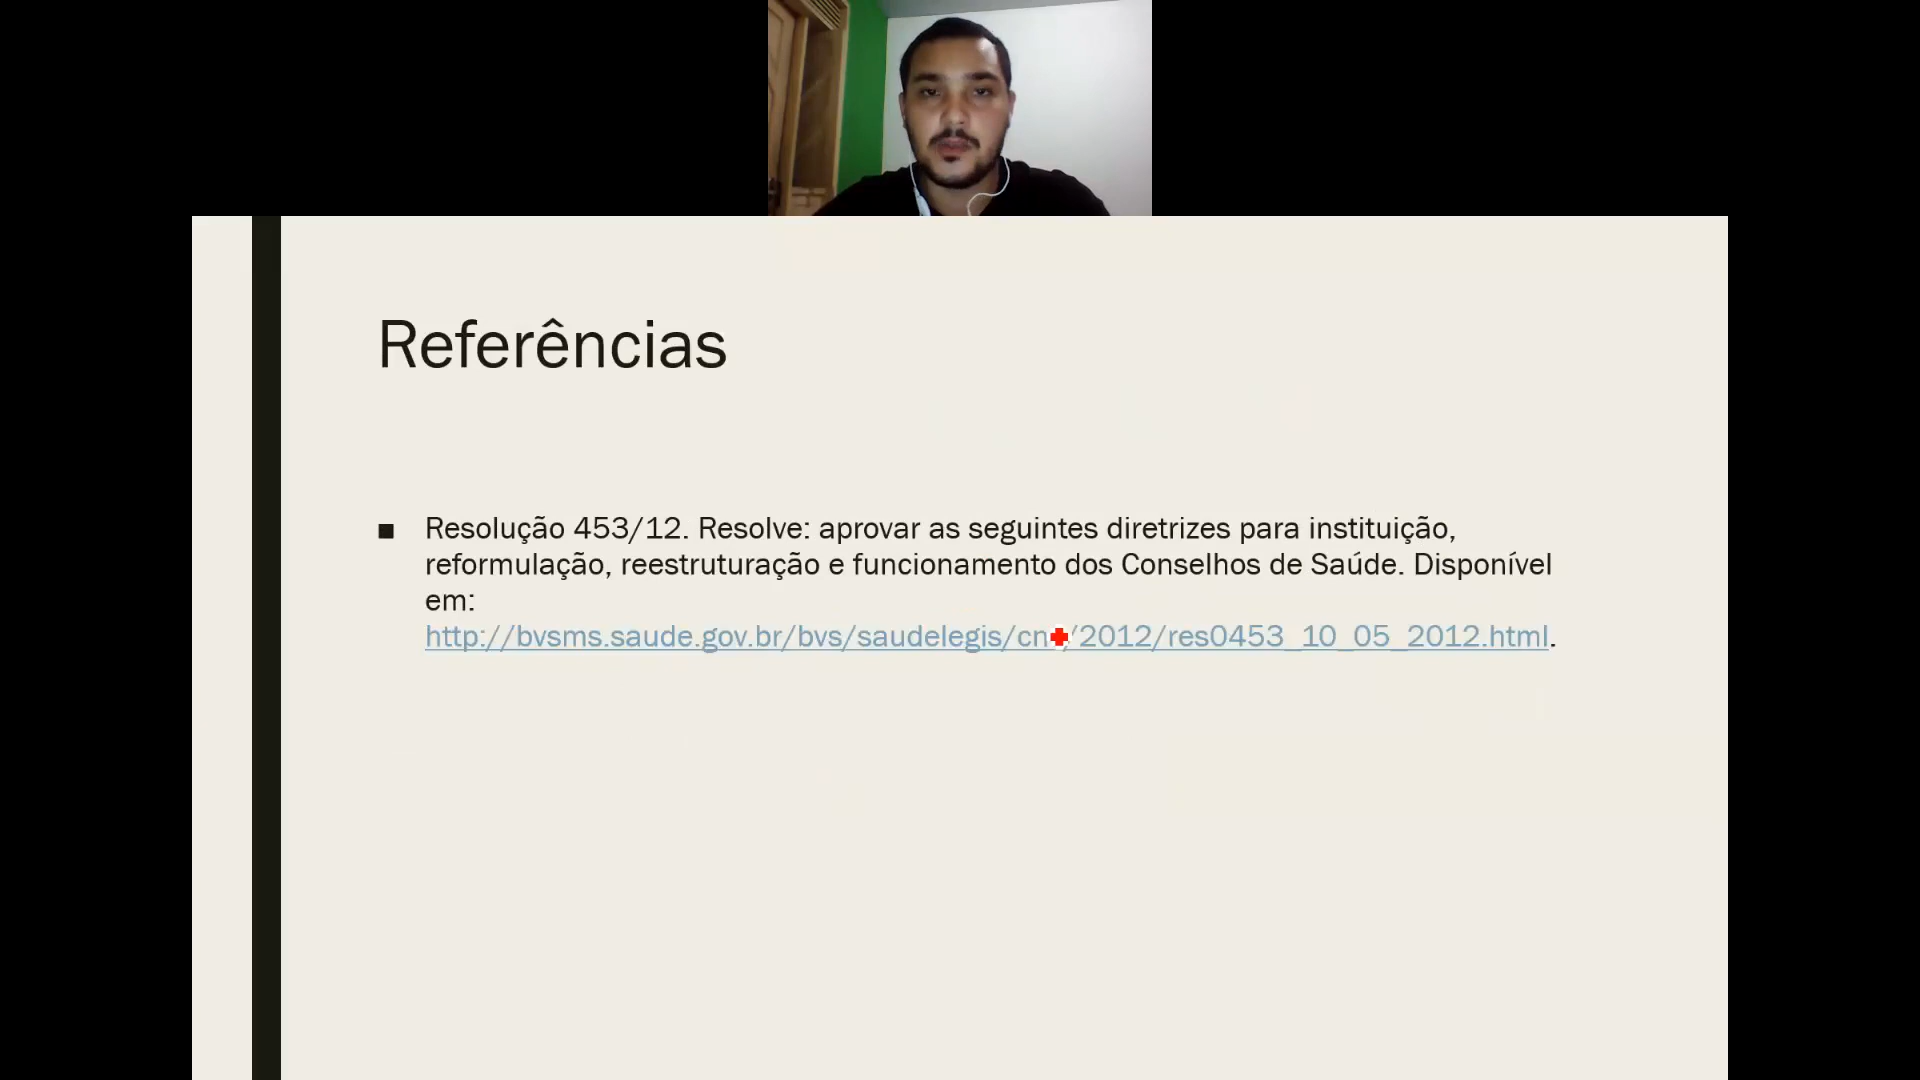 Referências
Resolução 453/12. Resolve: aprovar as seguintes diretrizes para instituição,
reformulação, reestruturação e funcionamento dos Conselhos de Saúde. Disponível
em:
http://bvsms.saude.gov.br/bvs/saudelegis/cns/2012/res0453_10_05_2012.html.